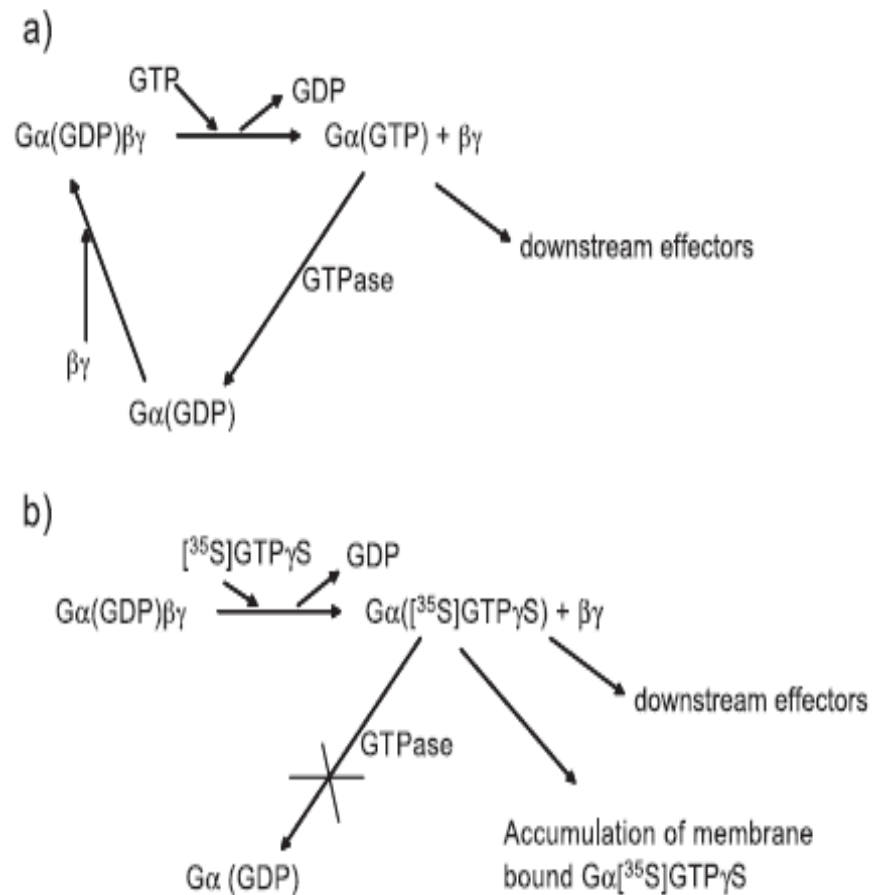 a)
GTP
GDP
Gα(GDP)βγ
Gα(GTP) + βγ
downstream effectors
GTPase
βγ
Gα(GDP)
b)
[³⁵S]GTPγS
GDP
Gα(GDP)βγ
Gα([³⁵S]GTPγS) + βγ
downstream effectors
GTPase
Accumulation of membrane
bound Gα[³⁵S]GTPγS
Gα (GDP)